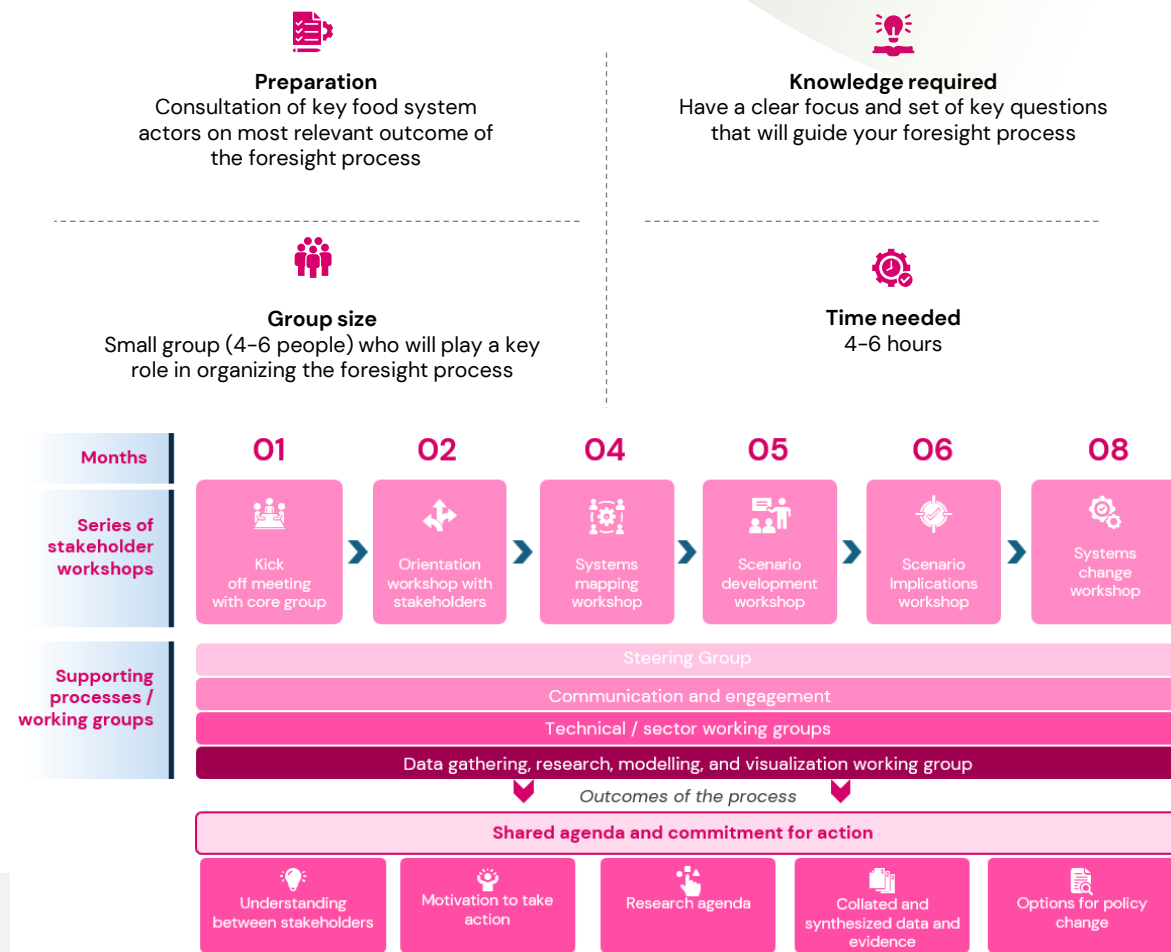 Preparation
Consultation of key food system
actors on most relevant outcome of
the foresight process
Knowledge required
Have a clear focus and set of key questions
that will guide your foresight process
Group size
Small group (4-6 people) who will play a key
role in organizing the foresight process
Time needed
4-6 hours
Months
01
02
04
05
06
08
Series of
stakeholder
workshops
Kick
off meeting
with core group
Orientation
workshop with
stakeholders
Systems
mapping
workshop
Scenario
development
workshop
Scenario
Implications
workshop
Systems
change
workshop
Supporting
processes /
working groups
Steering Group
Communication and engagement
Technical / sector working groups
Data gathering, research, modelling, and visualization working group
Outcomes of the process
Shared agenda and commitment for action
Understanding
between stakeholders
Motivation to take
action
Research agenda
Collated and
synthesized data and
evidence
Options for policy
change